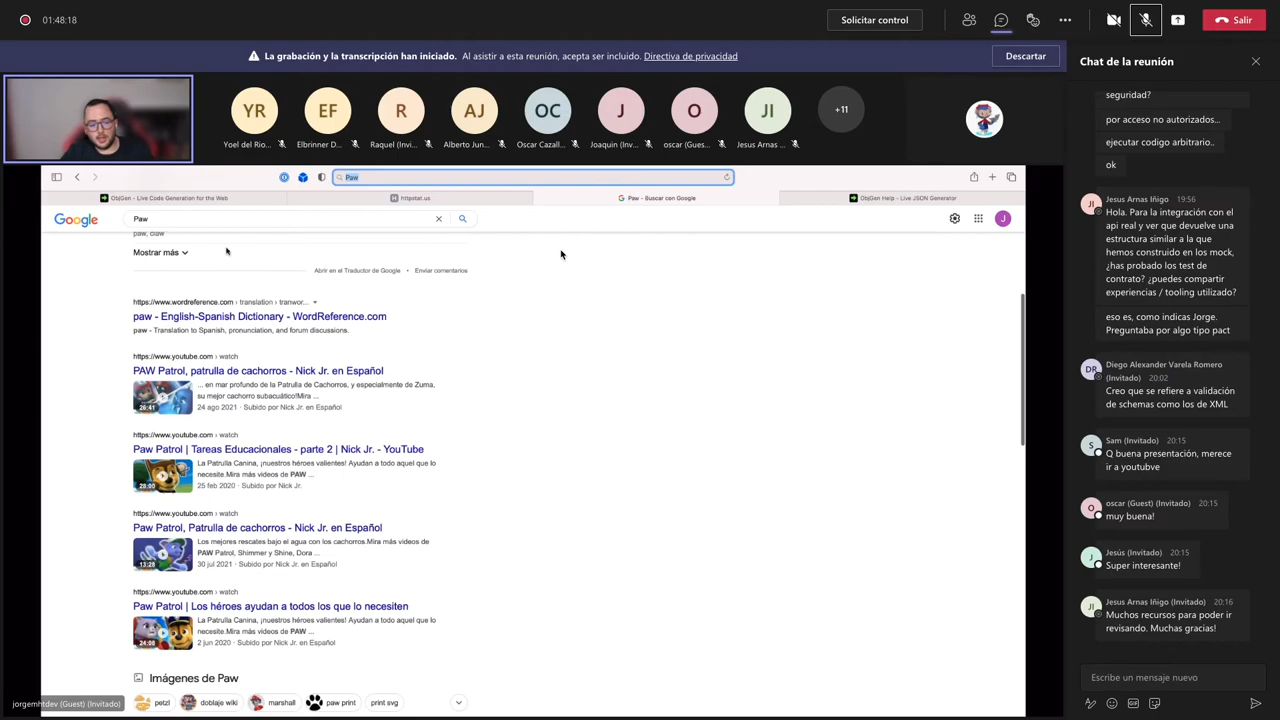 01:48:18
Solicitar control
Salir
La grabación y la transcripción han iniciado. Al asistir a esta reunión, acepta ser incluido. Directiva de privacidad
Descartar
YR
EF
R
AJ
OC
J
O
JI
+11
Yoel del Rio...
Elbrinner D...
Raquel (Invi...
Alberto Jun...
Oscar Cazall...
Joaquin (Inv...
oscar (Gues...
Jesus Arnas ...
Paw
ObjGen - Live Code Generation for the Web
H httpstat.us
Paw - Buscar con Google
ObjGen Help - Live JSON Generator
Google
Paw
J
paw, claw
Mostrar más
Abrir en el Traductor de Google • Enviar comentarios
https://www.wordreference.com › translation › tranwor...
paw - English-Spanish Dictionary - WordReference.com
paw - Translation to Spanish, pronunciation, and forum discussions.
https://www.youtube.com › watch
PAW Patrol, patrulla de cachorros - Nick Jr. en Español
... en mar profundo de la Patrulla de Cachorros, y especialmente de Zuma,
su mejor cachorro subacuático!Mira ...
26:41
24 ago 2021 · Subido por Nick Jr. en Español
https://www.youtube.com › watch
Paw Patrol | Tareas Educacionales - parte 2 | Nick Jr. - YouTube
La Patrulla Canina, ¡nuestros héroes valientes! Ayudan a todo aquel que lo
necesite.Mira más videos de PAW ...
28:00
25 feb 2020 · Subido por Nick Jr.
https://www.youtube.com › watch
Paw Patrol, Patrulla de cachorros - Nick Jr. en Español
Los mejores rescates bajo el agua con los cachorros.Mira más videos de
PAW Patrol, Shimmer y Shine, Dora ...
13:28
30 jul 2021 · Subido por Nick Jr. en Español
https://www.youtube.com › watch
Paw Patrol | Los héroes ayudan a todos los que lo necesiten
La Patrulla Canina, ¡nuestros héroes valientes! Ayudan a todo aquel que lo
necesite.Mira más videos de PAW ...
24:08
2 jun 2020 · Subido por Nick Jr. en Español
Imágenes de Paw
petzl
doblaje wiki
marshall
paw print
print svg
jorgemhtdev (Guest) (Invitado)
Chat de la reunión
seguridad?
por acceso no autorizados...
ejecutar codigo arbitrario..
ok
JI
Jesus Arnas Iñigo 19:56
Hola. Para la integración con el
api real y ver que devuelve una
estructura similar a la que
hemos construido en los mock,
¿has probado los test de
contrato? ¿puedes compartir
experiencias / tooling utilizado?
eso es, como indicas Jorge.
Preguntaba por algo tipo pact
DR
Diego Alexander Varela Romero
(Invitado) 20:02
Creo que se refiere a validación
de schemas como los de XML
S
Sam (Invitado) 20:15
Q buena presentación, merece
ir a youtubve
O
oscar (Guest) (Invitado) 20:15
muy buena!
J
Jesús (Invitado) 20:15
Super interesante!
JI
Jesus Arnas Iñigo (Invitado) 20:16
Muchos recursos para poder ir
revisando. Muchas gracias!
Escribe un mensaje nuevo